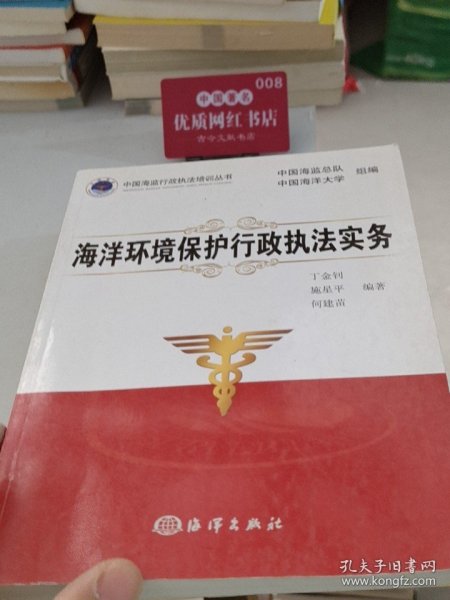 008
中国著名
优质网红书店
古今文献书店
中国海监行政执法培训丛书
中国海监总队
中国海洋大学
组编
海洋环境保护行政执法实务
丁金钊
施星平
何建苗
编著
海洋出版社
孔夫子旧书网
www.kongfz.com